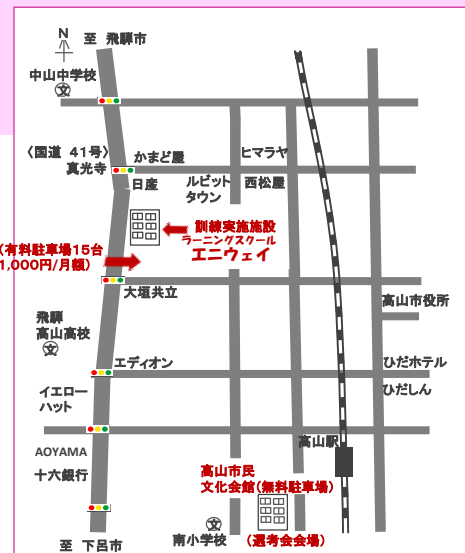 N
至 飛騨市
中山中学校
文
〈国道 41号〉
真光寺
かまど屋
日産
ルビット
タウン
ヒマラヤ
西松屋
訓練実施施設
ラーニングスクール
エニウェイ
(有料駐車場15台
1,000円/月額)
大垣共立
高山市役所
飛騨
高山高校
文
エディオン
ひだホテル
ひだしん
イエロー
ハット
高山駅
AOYAMA
十六銀行
高山市民
文化会館(無料駐車場)
文
南小学校
(選考会会場)
至 下呂市